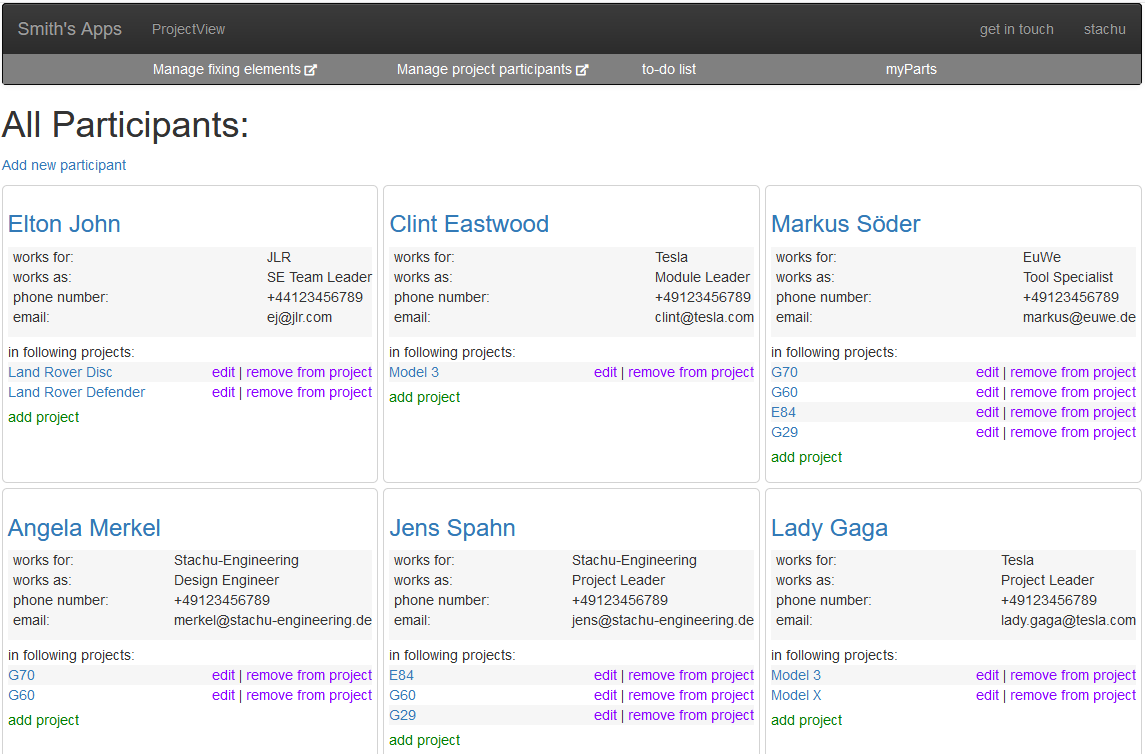 Smith's Apps ProjectView get in touch stachu
Manage fixing elements Manage project participants to-do list myParts
All Participants:
Add new participant
Elton John
works for: JLR
works as: SE Team Leader
phone number: +44123456789
email: ej@jlr.com
in following projects:
Land Rover Disc edit | remove from project
Land Rover Defender edit | remove from project
add project
Clint Eastwood
works for: Tesla
works as: Module Leader
phone number: +49123456789
email: clint@tesla.com
in following projects:
Model 3 edit | remove from project
add project
Markus Söder
works for: EuWe
works as: Tool Specialist
phone number: +49123456789
email: markus@euwe.de
in following projects:
G70 edit | remove from project
G60 edit | remove from project
E84 edit | remove from project
G29 edit | remove from project
add project
Angela Merkel
works for: Stachu-Engineering
works as: Design Engineer
phone number: +49123456789
email: merkel@stachu-engineering.de
in following projects:
G70 edit | remove from project
G60 edit | remove from project
add project
Jens Spahn
works for: Stachu-Engineering
works as: Project Leader
phone number: +49123456789
email: jens@stachu-engineering.de
in following projects:
E84 edit | remove from project
G60 edit | remove from project
G29 edit | remove from project
add project
Lady Gaga
works for: Tesla
works as: Project Leader
phone number: +49123456789
email: lady.gaga@tesla.com
in following projects:
Model 3 edit | remove from project
Model X edit | remove from project
add project